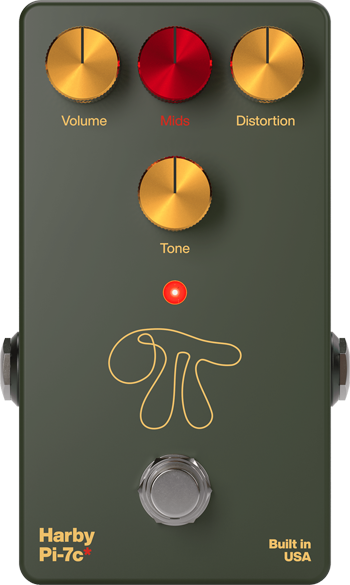 Volume Mids Distortion
Tone
Harby
Pi-7c*
Built in
USA